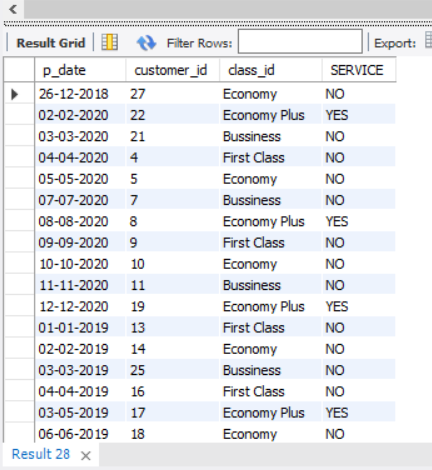 Result Grid Filter Rows: Export:
p_date customer_id class_id SERVICE
26-12-2018 27 Economy NO
02-02-2020 22 Economy Plus YES
03-03-2020 21 Bussiness NO
04-04-2020 4 First Class NO
05-05-2020 5 Economy NO
07-07-2020 7 Bussiness NO
08-08-2020 8 Economy Plus YES
09-09-2020 9 First Class NO
10-10-2020 10 Economy NO
11-11-2020 11 Bussiness NO
12-12-2020 19 Economy Plus YES
01-01-2019 13 First Class NO
02-02-2019 14 Economy NO
03-03-2019 25 Bussiness NO
04-04-2019 16 First Class NO
03-05-2019 17 Economy Plus YES
06-06-2019 18 Economy NO
Result 28